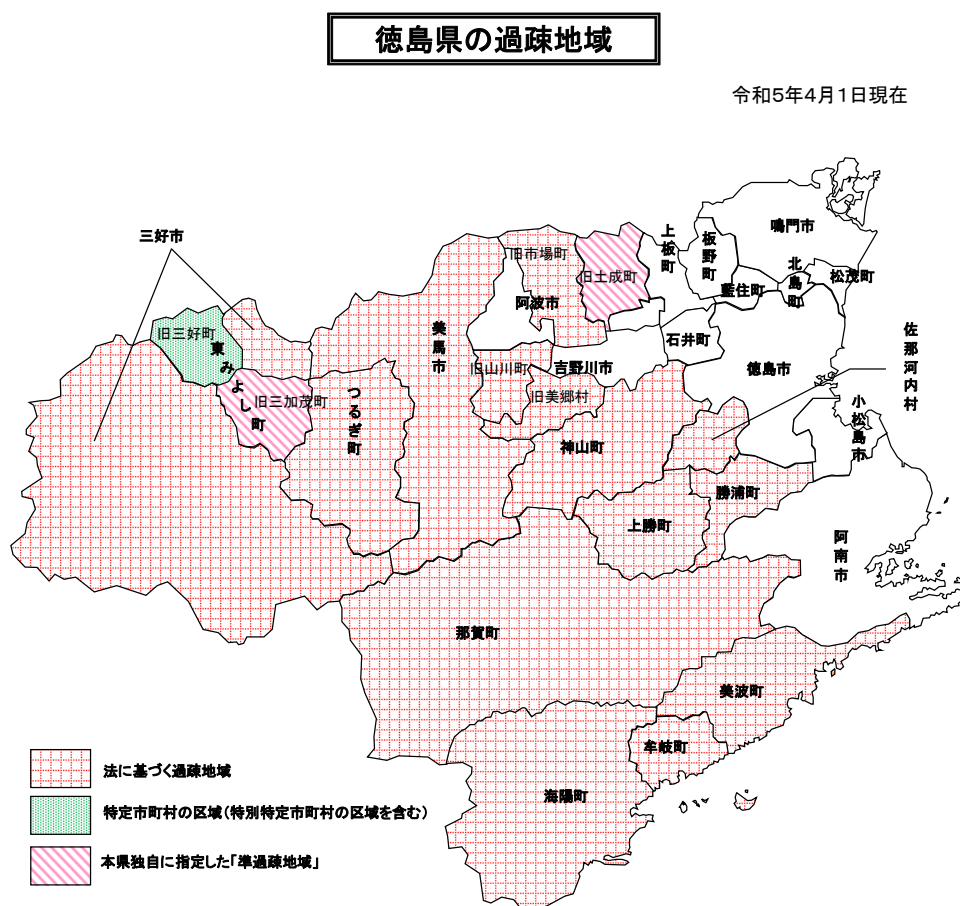 徳島県の過疎地域
令和5年4月1日現在
三好市
旧三好町
東みよし町
旧三加茂町
つるぎ町
美馬市
旧市場町
阿波市
旧土成町
上板町
板野町
鳴門市
北島町
松茂町
藍住町
石井町
徳島市
佐那河内村
小松島市
旧山川町
吉野川市
旧美郷村
神山町
勝浦町
上勝町
阿南市
那賀町
美波町
牟岐町
海陽町
法に基づく過疎地域
特定市町村の区域（特別特定市町村の区域を含む）
本県独自に指定した「準過疎地域」